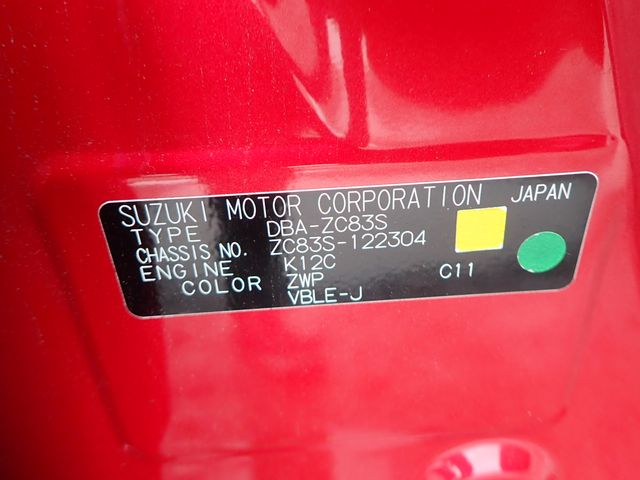 SUZUKI MOTOR CORPORATION JAPAN
TYPE DBA-ZC83S
CHASSIS NO. ZC83S-122304
ENGINE K12C
COLOR ZWP C11
VBLE-J